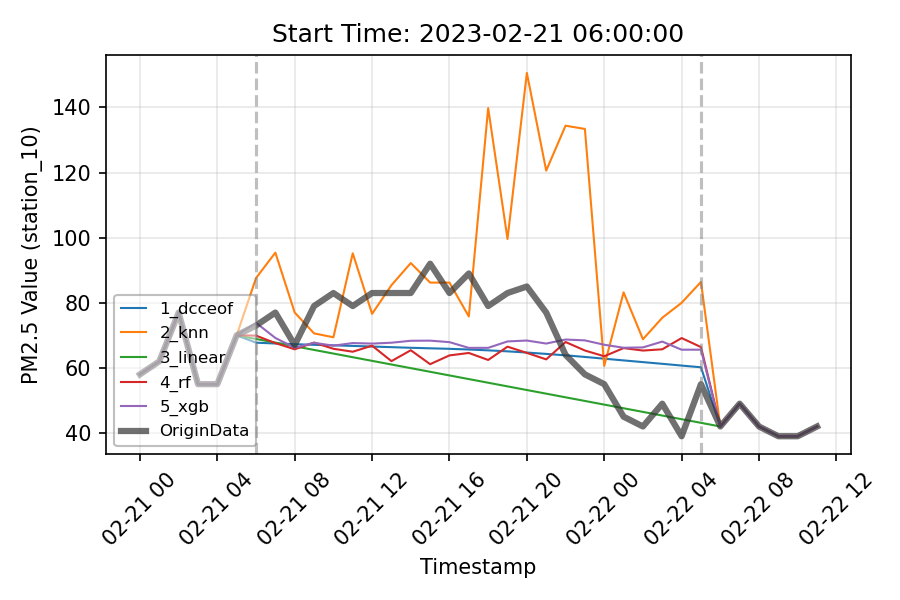 Start Time: 2023-02-21 06:00:00
PM2.5 Value (station_10)
140
120
100
80
60
40
1_dcceof
2_knn
3_linear
4_rf
5_xgb
OriginData
02-21 00
02-21 04
02-21 08
02-21 12
02-21 16
02-21 20
02-22 00
02-22 04
02-22 08
02-22 12
Timestamp